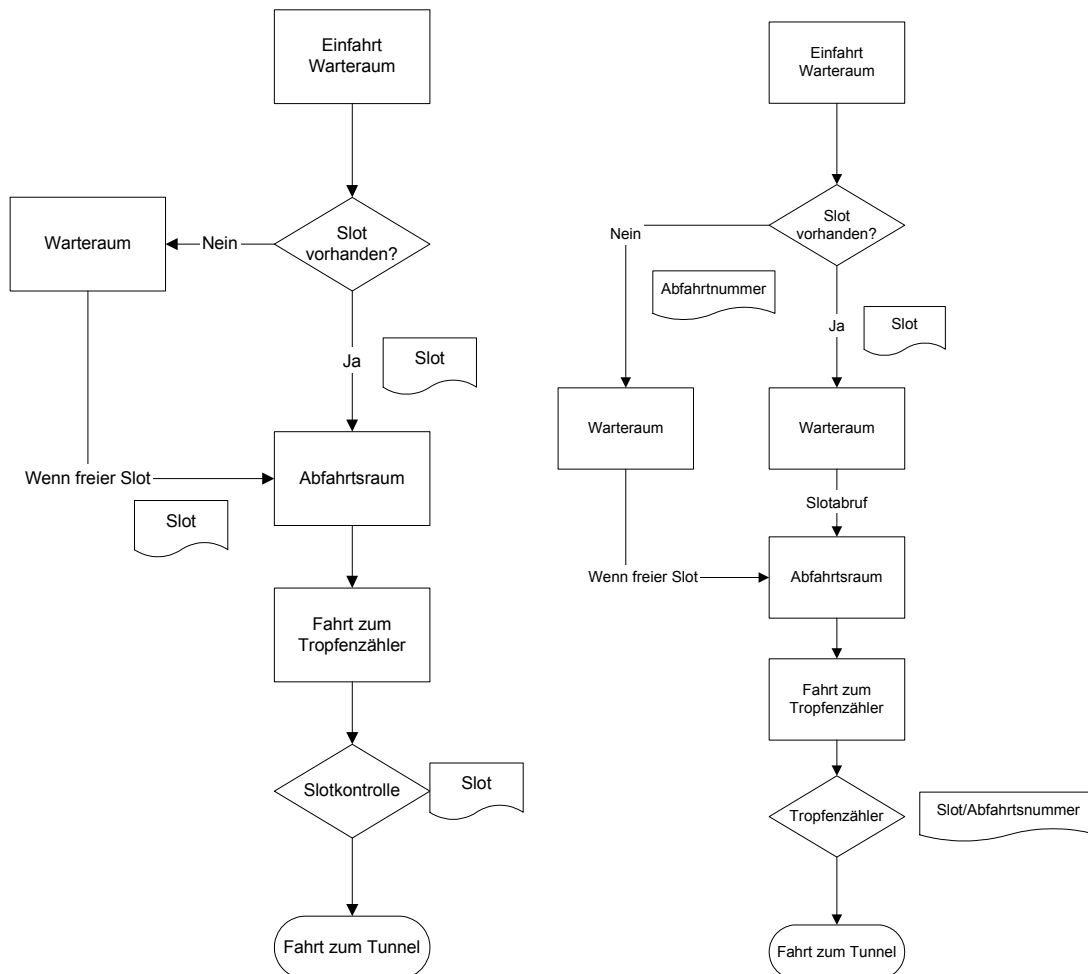 Einfahrt
Warteraum
Slot
vorhanden?
Nein
Warteraum
Ja
Slot
Wenn freier Slot
Slot
Abfahrtsraum
Fahrt zum
Tropfenzähler
Slotkontrolle
Slot
Fahrt zum Tunnel
Einfahrt
Warteraum
Slot
vorhanden?
Nein
Abfahrtnummer
Ja
Slot
Warteraum
Warteraum
Slotabruf
Wenn freier Slot
Abfahrtsraum
Fahrt zum
Tropfenzähler
Tropfenzähler
Slot/Abfahrtsnummer
Fahrt zum Tunnel